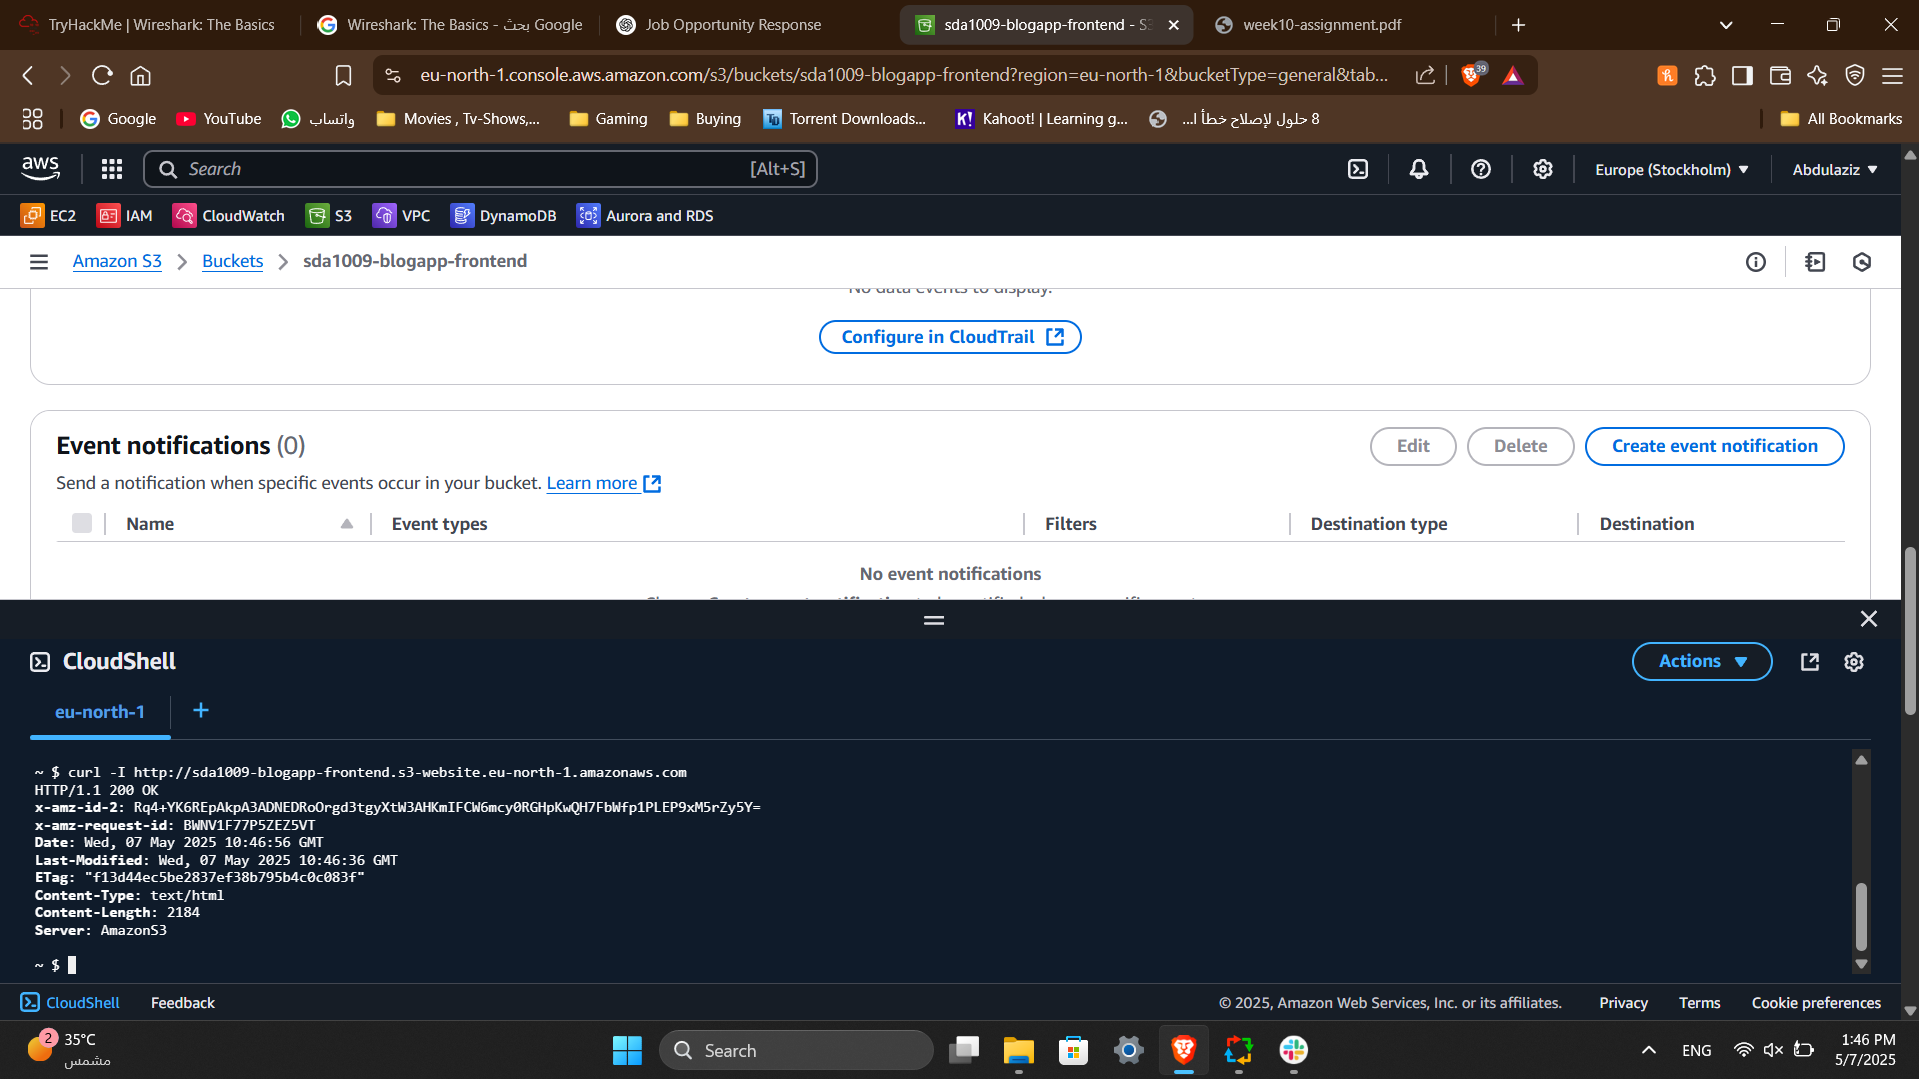 TryHackMe | Wireshark: The Basics
Wireshark: The Basics - بحث Google
Job Opportunity Response
sda1009-blogapp-frontend - S3
week10-assignment.pdf
eu-north-1.console.aws.amazon.com/s3/buckets/sda1009-blogapp-frontend?region=eu-north-1&bucketType=general&tab...
39
Google
YouTube
واتساب
Movies , Tv-Shows,...
Gaming
Buying
Torrent Downloads...
Kahoot! | Learning g...
8 حلول لإصلاح خطأ ا...
All Bookmarks
aws
Search
[Alt+S]
Europe (Stockholm)
Abdulaziz
EC2
IAM
CloudWatch
S3
VPC
DynamoDB
Aurora and RDS
Amazon S3
Buckets
sda1009-blogapp-frontend
No data events to display.
Configure in CloudTrail
Event notifications (0)
Edit
Delete
Create event notification
Send a notification when specific events occur in your bucket. Learn more
Name
Event types
Filters
Destination type
Destination
No event notifications
CloudShell
Actions
eu-north-1
~ $ curl -I http://sda1009-blogapp-frontend.s3-website.eu-north-1.amazonaws.com
HTTP/1.1 200 OK
x-amz-id-2: Rq4+YK6REpAkpA3ADNEDRoOrgd3tgyXtW3AHKmIFCW6mcy0RGHpKwQH7FbWfp1PLEP9xM5rZy5Y=
x-amz-request-id: BWNV1F77P5ZEZ5VT
Date: Wed, 07 May 2025 10:46:56 GMT
Last-Modified: Wed, 07 May 2025 10:46:36 GMT
ETag: "f13d44ec5be2837ef38b795b4c0c083f"
Content-Type: text/html
Content-Length: 2184
Server: AmazonS3
~ $
CloudShell
Feedback
© 2025, Amazon Web Services, Inc. or its affiliates.
Privacy
Terms
Cookie preferences
2
35°C
مشمس
Search
ENG
1:46 PM
5/7/2025